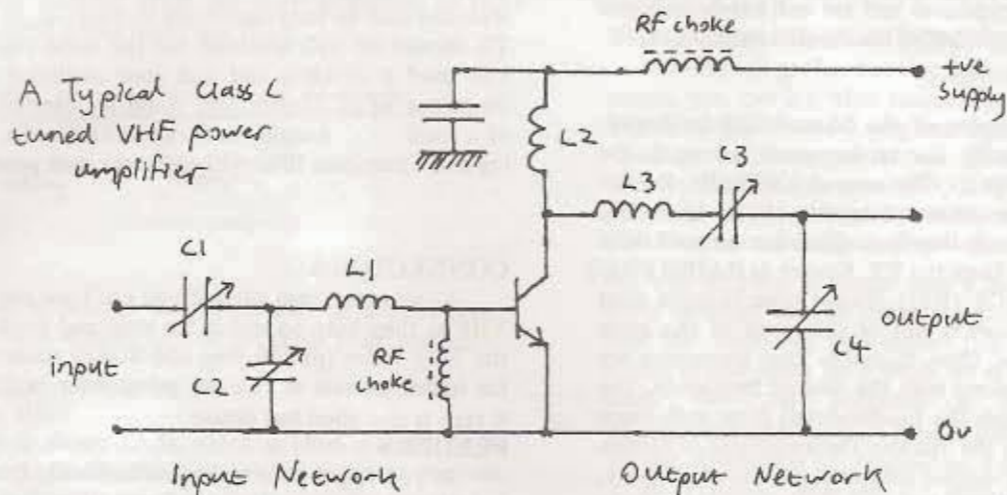 RF choke
A Typical Class C
tuned VHF power
amplifier
+ve
Supply
L2
C3
L3
C1
L1
RF
choke
C2
C4
input
output
0v
Input Network
Output Network